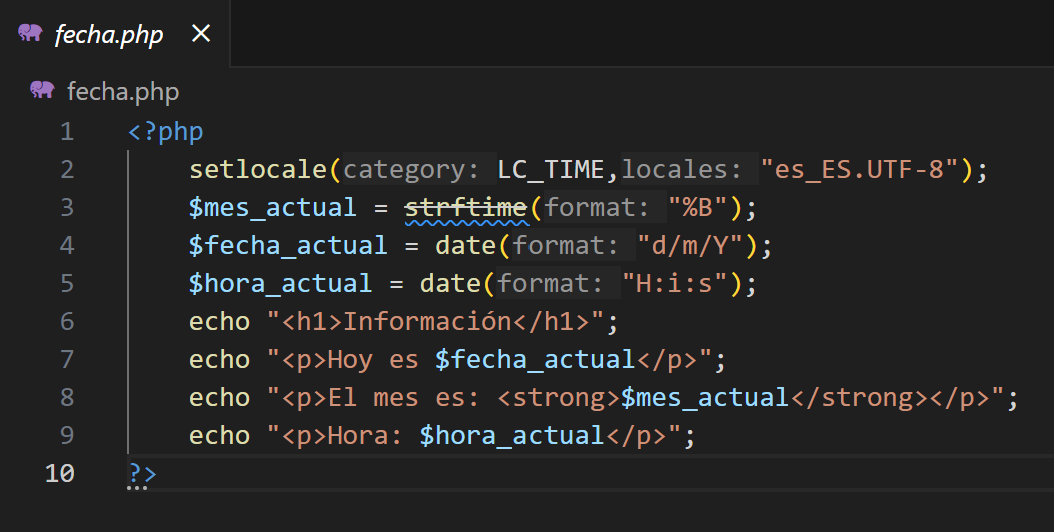 fecha.php
fecha.php
1 <?php
2 setlocale(category: LC_TIME,locales: "es_ES.UTF-8");
3 $mes_actual = strftime(format: "%B");
4 $fecha_actual = date(format: "d/m/Y");
5 $hora_actual = date(format: "H:i:s");
6 echo "<h1>Información</h1>";
7 echo "<p>Hoy es $fecha_actual</p>";
8 echo "<p>El mes es: <strong>$mes_actual</strong></p>";
9 echo "<p>Hora: $hora_actual</p>";
10 ?>